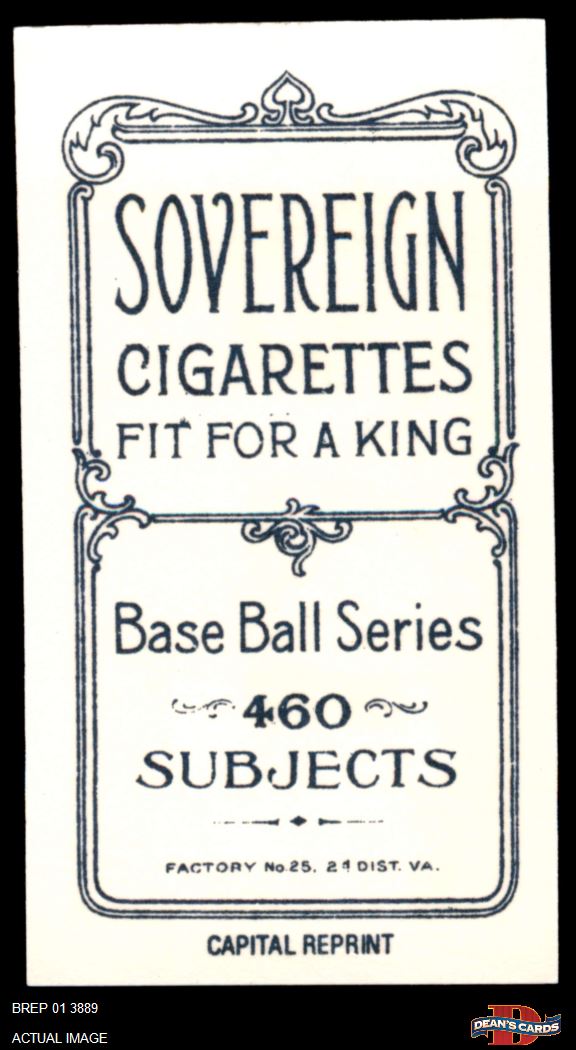 SOVEREIGN
CIGARETTES
FIT FOR A KING
Base Ball Series
460
SUBJECTS
FACTORY No. 25, 2d DIST. VA.
CAPITAL REPRINT
BREP 01 3889
ACTUAL IMAGE
D
DEAN'S CARDS